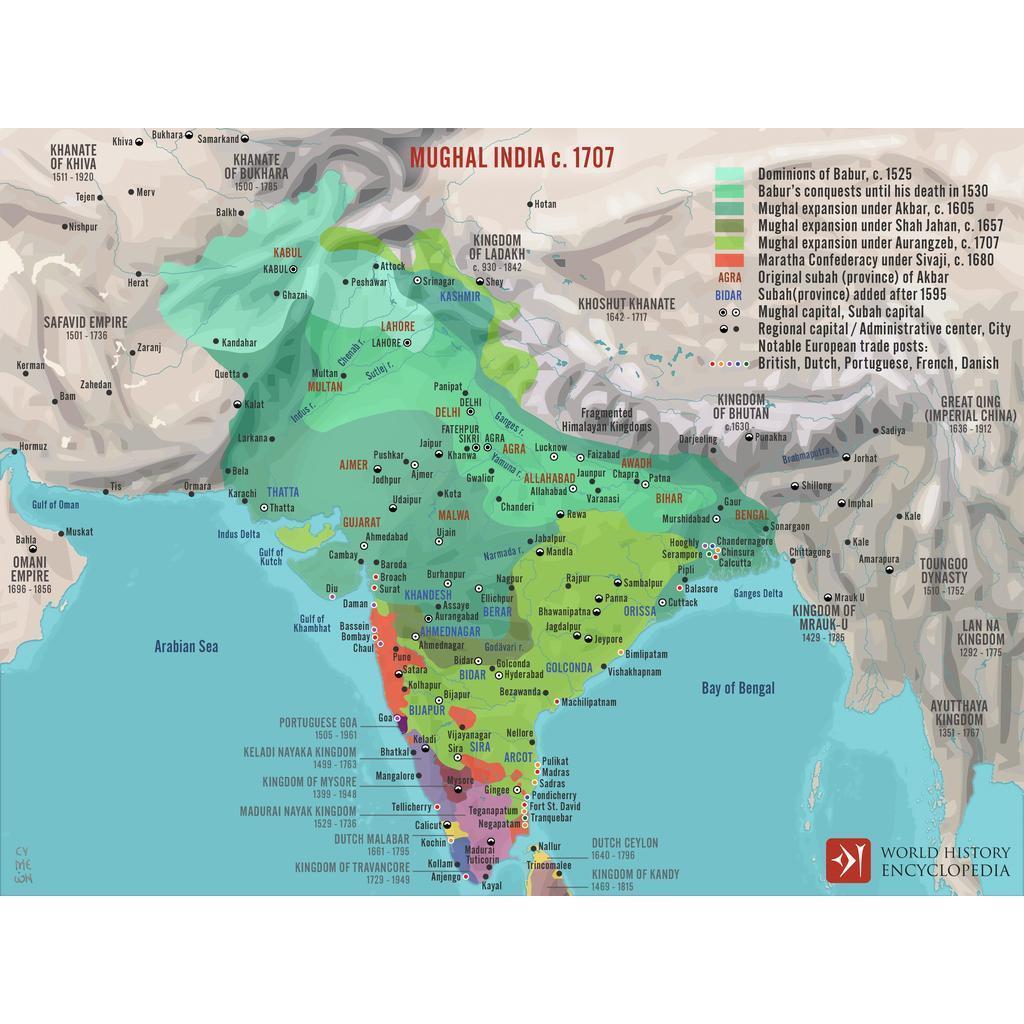 MUGHAL INDIA c. 1707
Khiva
Bukhara
Samarkand
KHANATE
OF KHIVA
1511 - 1920
KHANATE
OF BUKHARA
1500 - 1785
Tejen
Merv
Balkh
Nishpur
Hotan
Herat
KABUL
KABUL
Ghazni
Attock
Peshawar
Srinagar
KASHMIR
KINGDOM
OF LADAKH
c. 930 - 1842
Shey
Dominions of Babur, c. 1525
Babur's conquests until his death in 1530
Mughal expansion under Akbar, c. 1605
Mughal expansion under Shah Jahan, c. 1657
Mughal expansion under Aurangzeb, c. 1707
Maratha Confederacy under Sivaji, c. 1680
AGRA Original subah (province) of Akbar
BIDAR Subah(province) added after 1595
Mughal capital, Subah capital
Regional capital / Administrative center, City
Notable European trade posts:
British, Dutch, Portuguese, French, Danish
KHOSHUT KHANATE
1642 - 1717
SAFAVID EMPIRE
1501 - 1736
Zaranj
Kandahar
LAHORE
LAHORE
Chenab r.
Sutlej r.
Kerman
Zahedan
Bam
Quetta
Multan
MULTAN
Kalat
Indus r.
Panipat
DELHI
DELHI
Ganges r.
Fragmented
Himalayan Kingdoms
KINGDOM
OF BHUTAN
c.1630 -
Punakha
Darjeeling
GREAT QING
(IMPERIAL CHINA)
1636 - 1912
Sadiya
Brahmaputra r.
Jorhat
Hormuz
Larkana
FATEHPUR
SIKRI
AGRA
AGRA
Jaipur
Khanwa
Yamuna r.
Lucknow
Faizabad
AWADH
Pushkar
AJMER
Ajmer
Jodhpur
Gwalior
ALLAHABAD
Allahabad
Jaunpur
Chapra
Patna
Varanasi
BIHAR
Bela
Tis
Ormara
Karachi
THATTA
Thatta
Udaipur
Kota
Chanderi
MALWA
Rewa
Gaur
BENGAL
Murshidabad
Sonargaon
Shillong
Imphal
Kale
Gulf of Oman
Muskat
Bahla
OMANI
EMPIRE
1696 - 1856
Indus Delta
Gulf of
Kutch
GUJARAT
Ahmedabad
Ujain
Cambay
Narmada r.
Jabalpur
Mandla
Hooghly
Chandernagore
Serampore
Chinsura
Calcutta
Chittagong
Kale
Amarapura
TOUNGOO
DYNASTY
1510 - 1752
Baroda
Broach
Surat
Diu
Daman
Burhanpur
KHANDESH
Nagpur
Ellichpur
BERAR
Rajpur
Sambalpur
Panna
Bhawanipatna
ORISSA
Cuttack
Pipli
Balasore
Ganges Delta
Mrauk U
KINGDOM OF
MRAUK-U
1429 - 1785
LAN NA
KINGDOM
1292 - 1775
Arabian Sea
Gulf of
Khambhat
Bassein
Bombay
Chaul
Assaye
Aurangabad
AHMEDNAGAR
Ahmednagar
Godāvari r.
Jagdalpur
Jeypore
Bimlipatam
Vishakhapnam
Bay of Bengal
Pune
Satara
Kolhapur
Bidar
BIDAR
Golconda
Hyderabad
GOLCONDA
Bezawanda
Machilipatnam
AYUTTHAYA
KINGDOM
1351 - 1767
Bijapur
BIJAPUR
Goa
PORTUGUESE GOA
1505 - 1961
Vijayanagar
Keladi
Sira
SIRA
Nellore
ARCOT
KELADI NAYAKA KINGDOM
1499 - 1763
Bhatkal
Mangalore
Mysore
Gingee
Pulikat
Madras
Sadras
Pondicherry
Fort St. David
Tranquebar
KINGDOM OF MYSORE
1399 - 1948
MADURAI NAYAK KINGDOM
1529 - 1736
Tellicherry
Teganapatum
Negapatam
Calicut
DUTCH MALABAR
1661 - 1795
Kochin
Madurai
Tuticorin
KINGDOM OF TRAVANCORE
1729 - 1949
Kollam
Anjengo
Kayal
Nallur
Trincomalee
DUTCH CEYLON
1640 - 1796
KINGDOM OF KANDY
1469 - 1815
WORLD HISTORY
ENCYCLOPEDIA